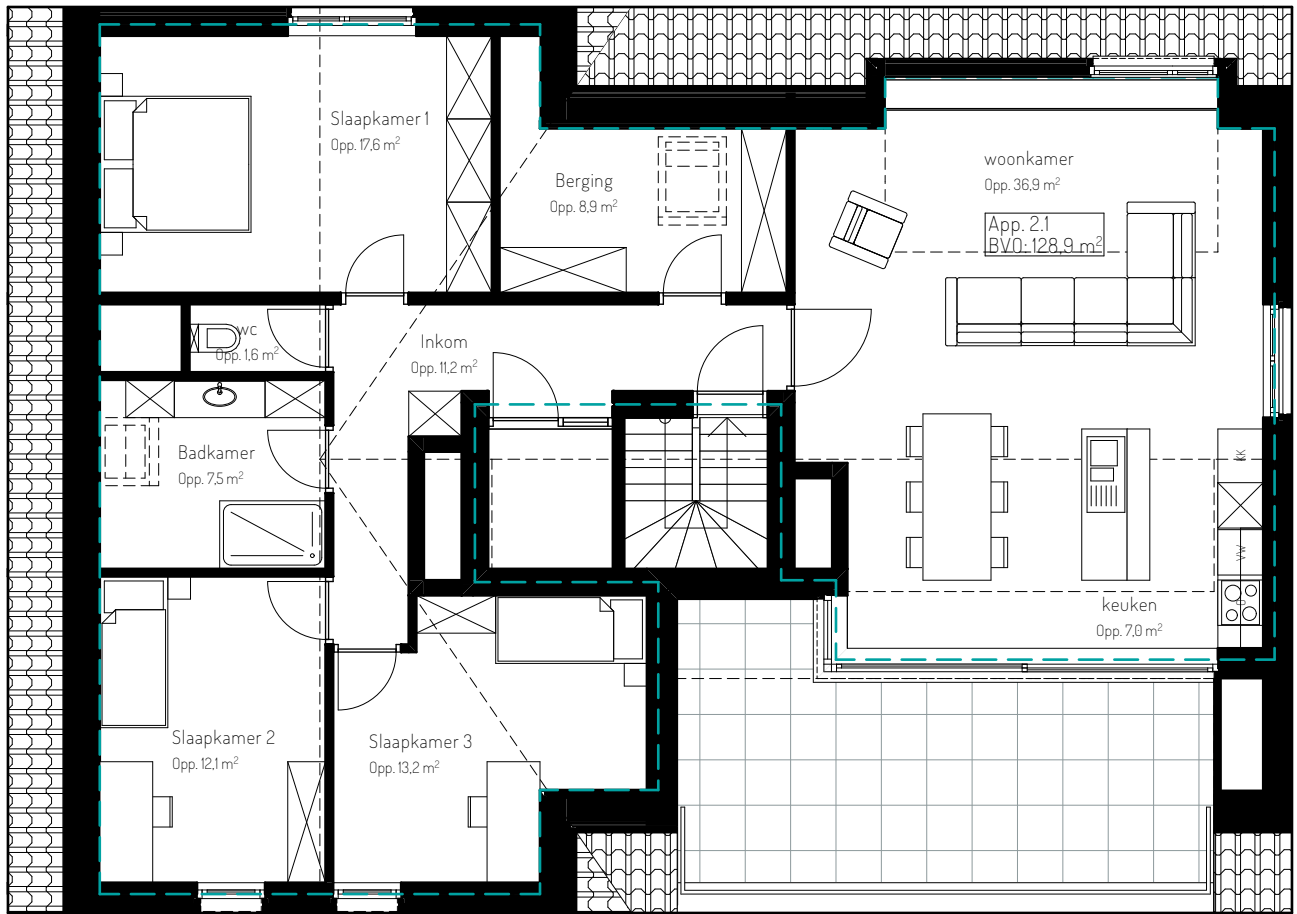 Slaapkamer 1
Opp. 17,6 m²
Berging
Opp. 8,9 m²
woonkamer
Opp. 36,9 m²
App. 2.1
BVO: 128,9 m²
wc
Opp. 1,6 m²
Inkom
Opp. 11,2 m²
Badkamer
Opp. 7,5 m²
KK
VW
keuken
Opp. 7,0 m²
Slaapkamer 2
Opp. 12,1 m²
Slaapkamer 3
Opp. 13,2 m²